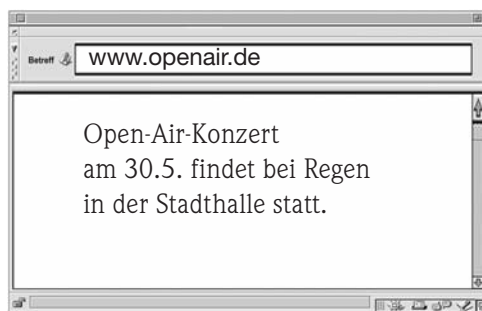 Betreff www.openair.de
Open-Air-Konzert
am 30.5. findet bei Regen
in der Stadthalle statt.